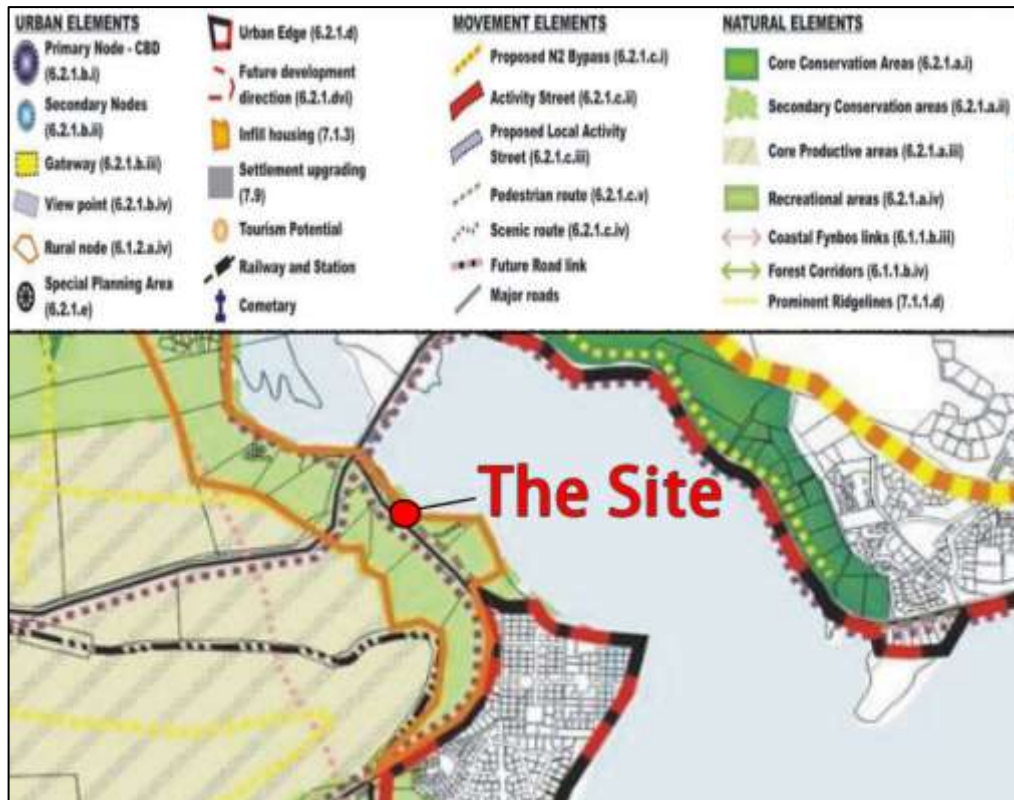 URBAN ELEMENTS
Primary Node - CBD
(6.2.1.b.i)
Secondary Nodes
(6.2.1.b.ii)
Gateway (6.2.1.b.iii)
View point (6.2.1.b.iv)
Rural node (6.1.2.a.iv)
Special Planning Area
(6.2.1.e)
Urban Edge (6.2.1.d)
Future development
direction (6.2.1.dvi)
Infill housing (7.1.3)
Settlement upgrading
(7.9)
Tourism Potential
Railway and Station
Cemetary
MOVEMENT ELEMENTS
Proposed N2 Bypass (6.2.1.c.i)
Activity Street (6.2.1.c.ii)
Proposed Local Activity
Street (6.2.1.c.iii)
Pedestrian route (6.2.1.c.v)
Scenic route (6.2.1.c.iv)
Future Road link
Major roads
NATURAL ELEMENTS
Core Conservation Areas (6.2.1.a.i)
Secondary Conservation areas (6.2.1.a.ii)
Core Productive areas (6.2.1.a.iii)
Recreational areas (6.2.1.a.iv)
Coastal Fynbos links (6.1.1.b.iii)
Forest Corridors (6.1.1.b.iv)
Prominent Ridgelines (7.1.1.d)
The Site